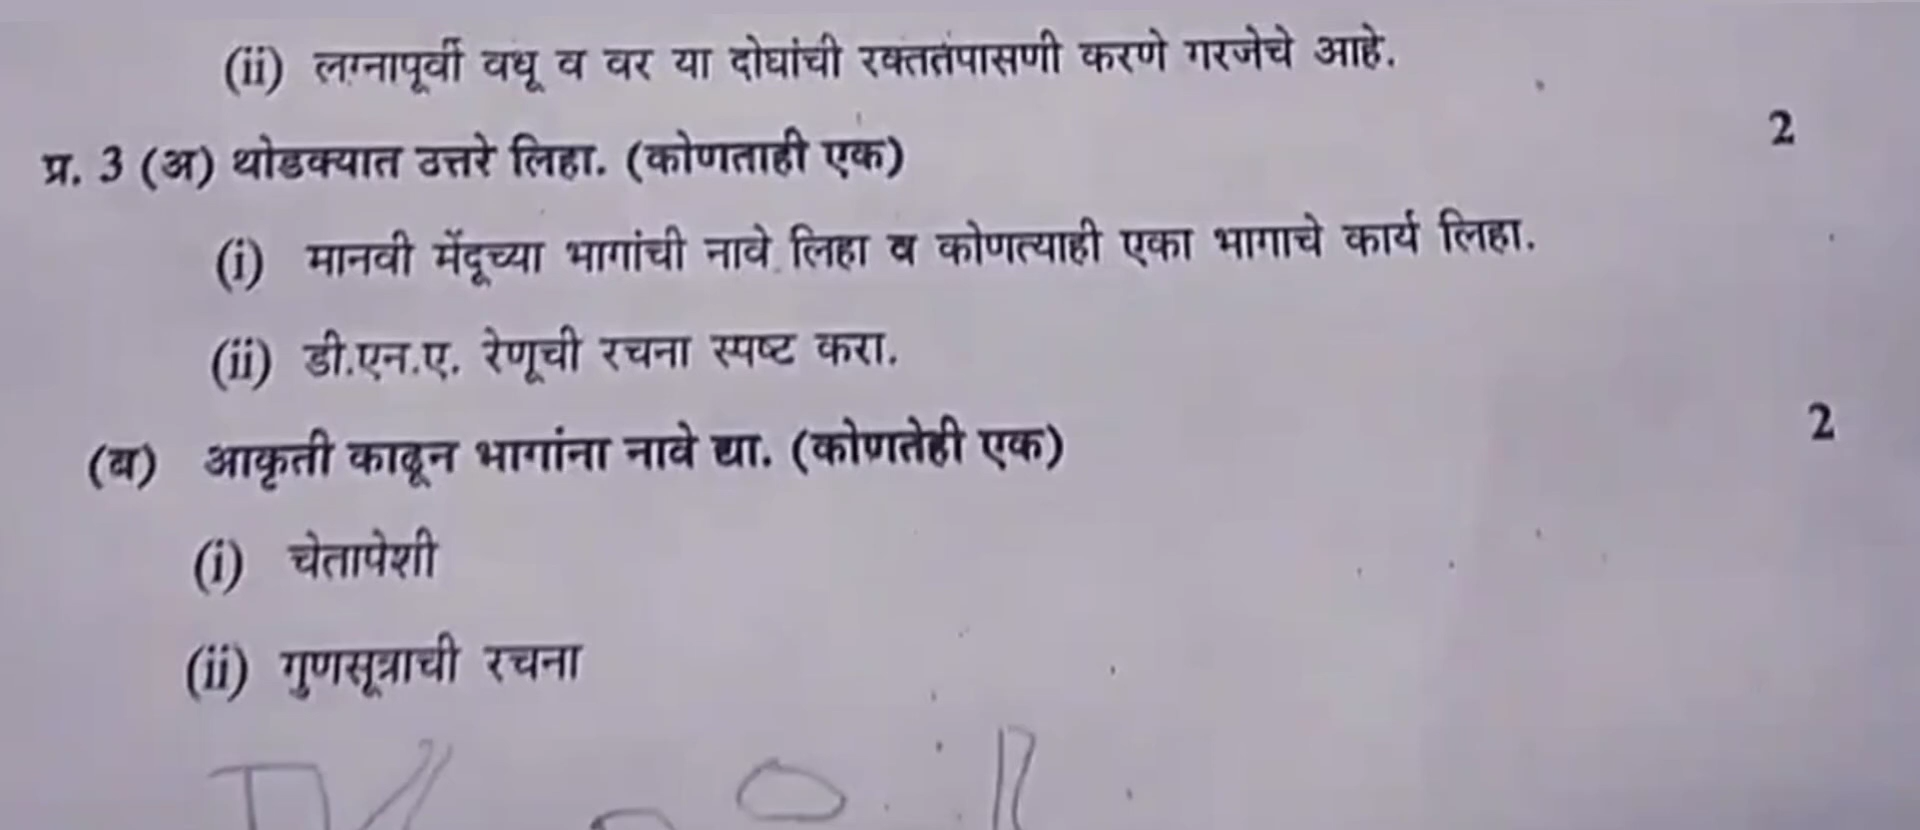 (ii) लग्नापूर्वी वधू व वर या दोघांची रक्ततपासणी करणे गरजेचे आहे.
प्र. 3 (अ) थोडक्यात उत्तरे लिहा. (कोणताही एक) 2
(i) मानवी मेंदूच्या भागांची नावे लिहा व कोणत्याही एका भागाचे कार्य लिहा.
(ii) डी.एन.ए. रेणूची रचना स्पष्ट करा.
(ब) आकृती काढून भागांना नावे द्या. (कोणतेही एक) 2
(i) चेतापेशी
(ii) गुणसूत्राची रचना